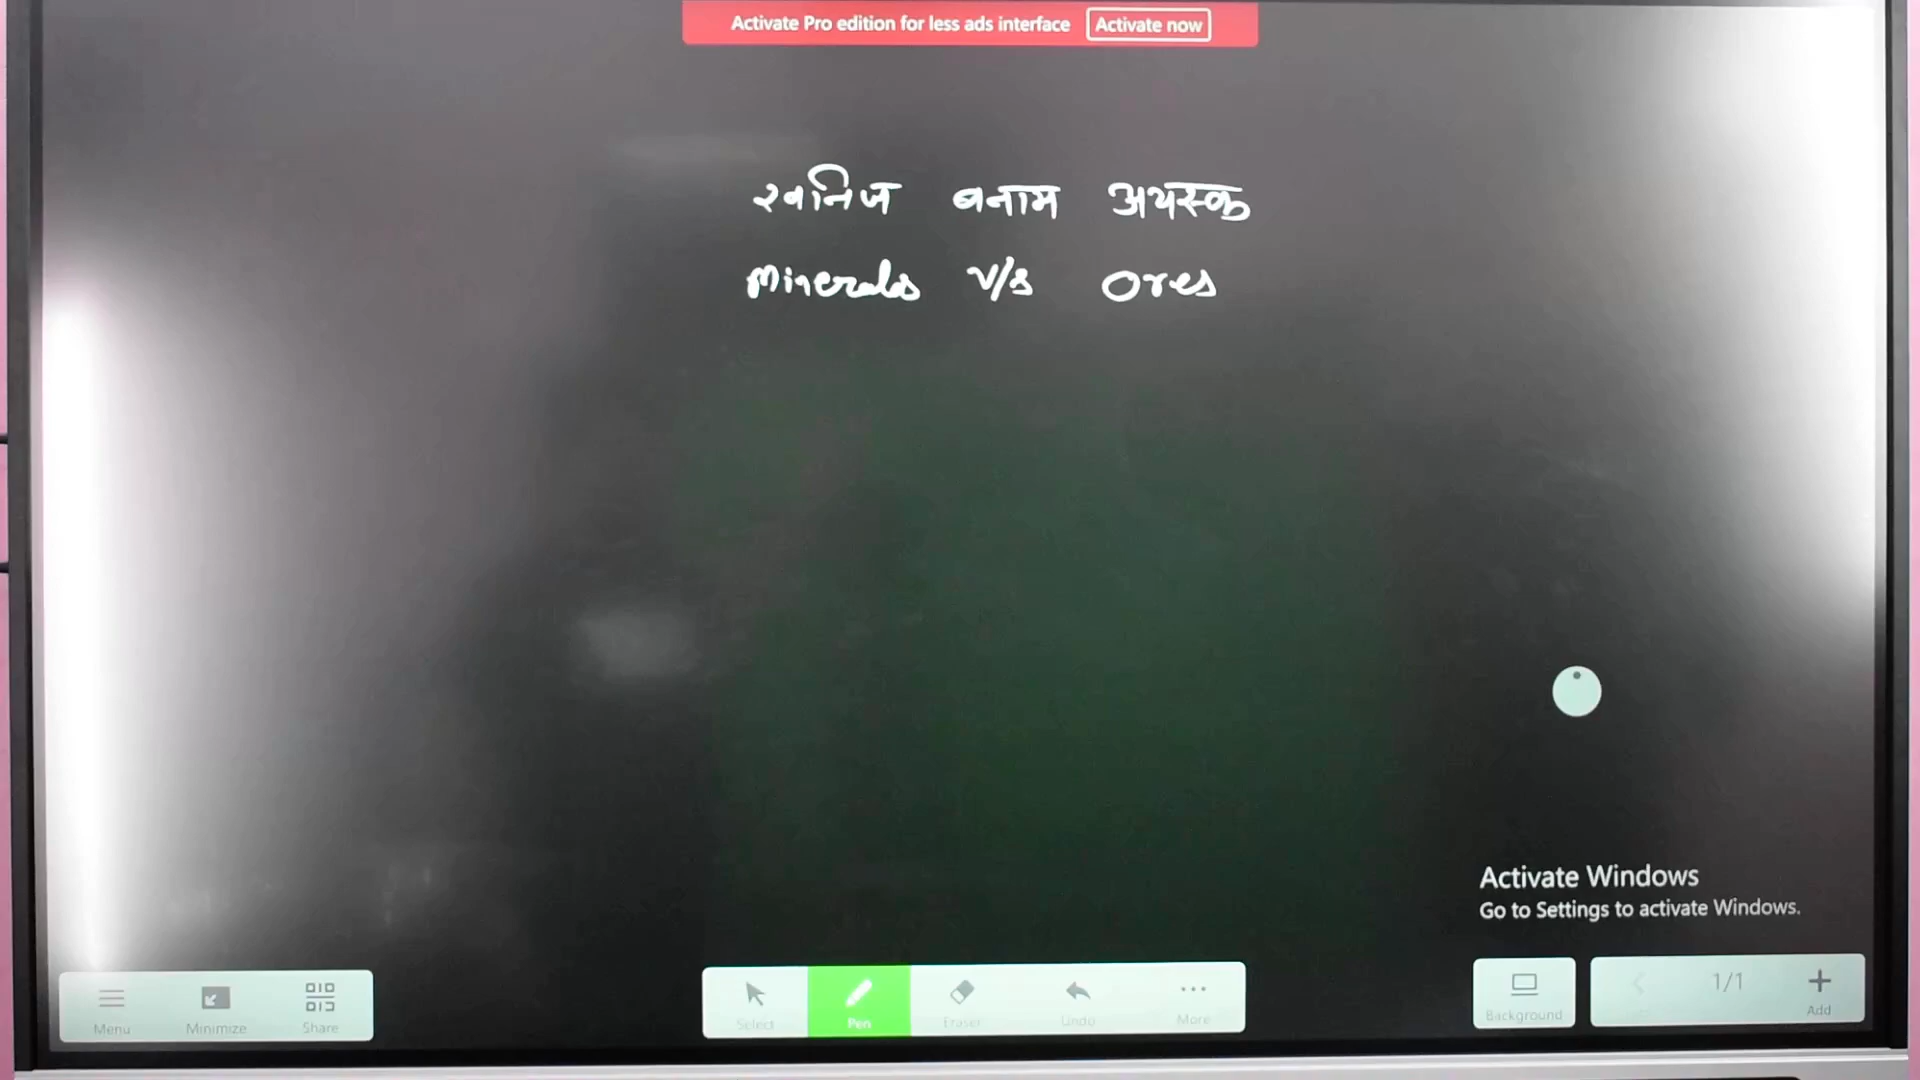 Activate Pro edition for less ads interface Activate now
खनिज बनाम अयस्क
Minerals v/s Ores
Activate Windows
Go to Settings to activate Windows.
Menu Minimize Share Select Pen Eraser Undo More Background 1/1 Add